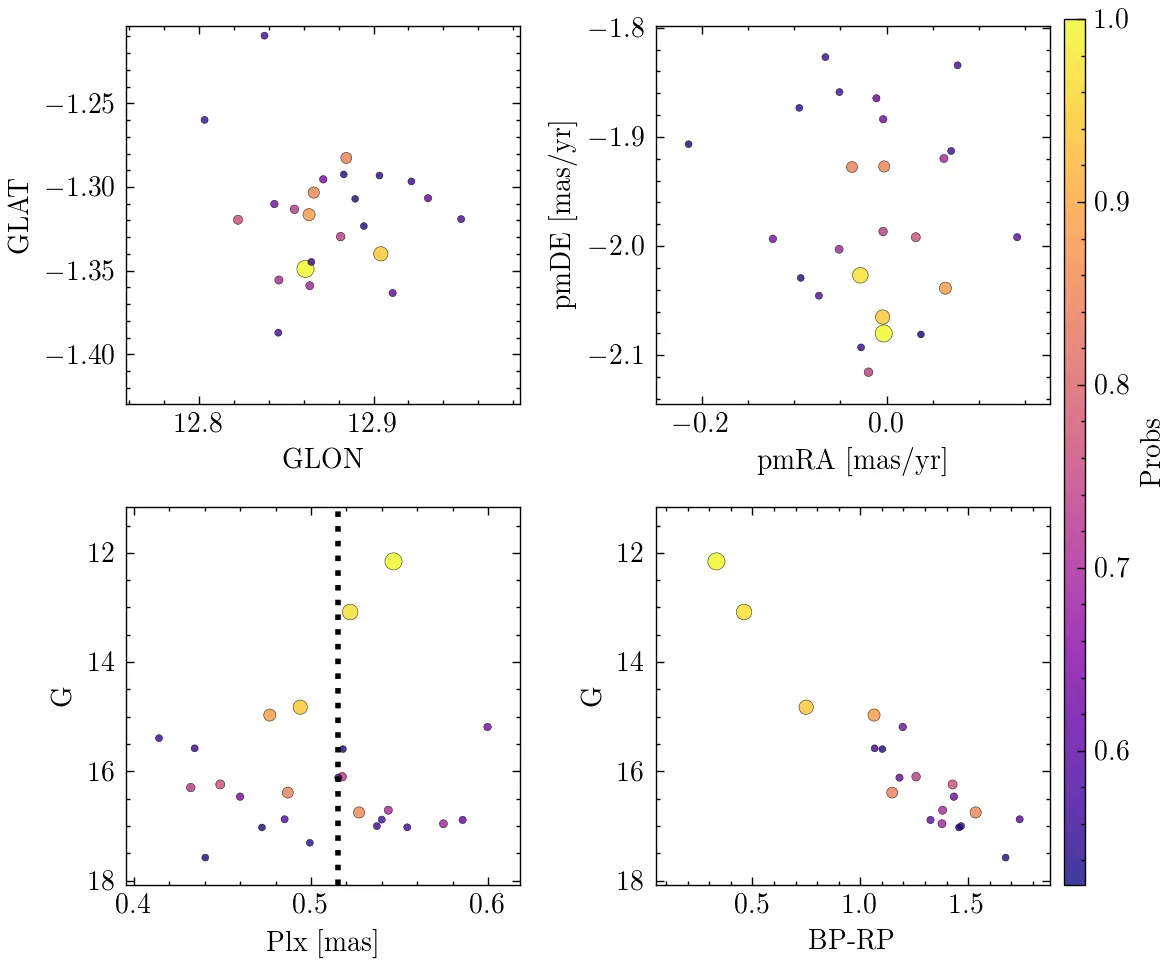 −1.25
−1.30
−1.35
−1.40
GLAT
12.8 12.9
GLON
−1.8
−1.9
−2.0
−2.1
pmDE [mas/yr]
−0.2 0.0
pmRA [mas/yr]
12
14
16
18
G
0.4 0.5 0.6
Plx [mas]
12
14
16
18
G
0.5 1.0 1.5
BP-RP
1.0
0.9
0.8
0.7
0.6
Probs